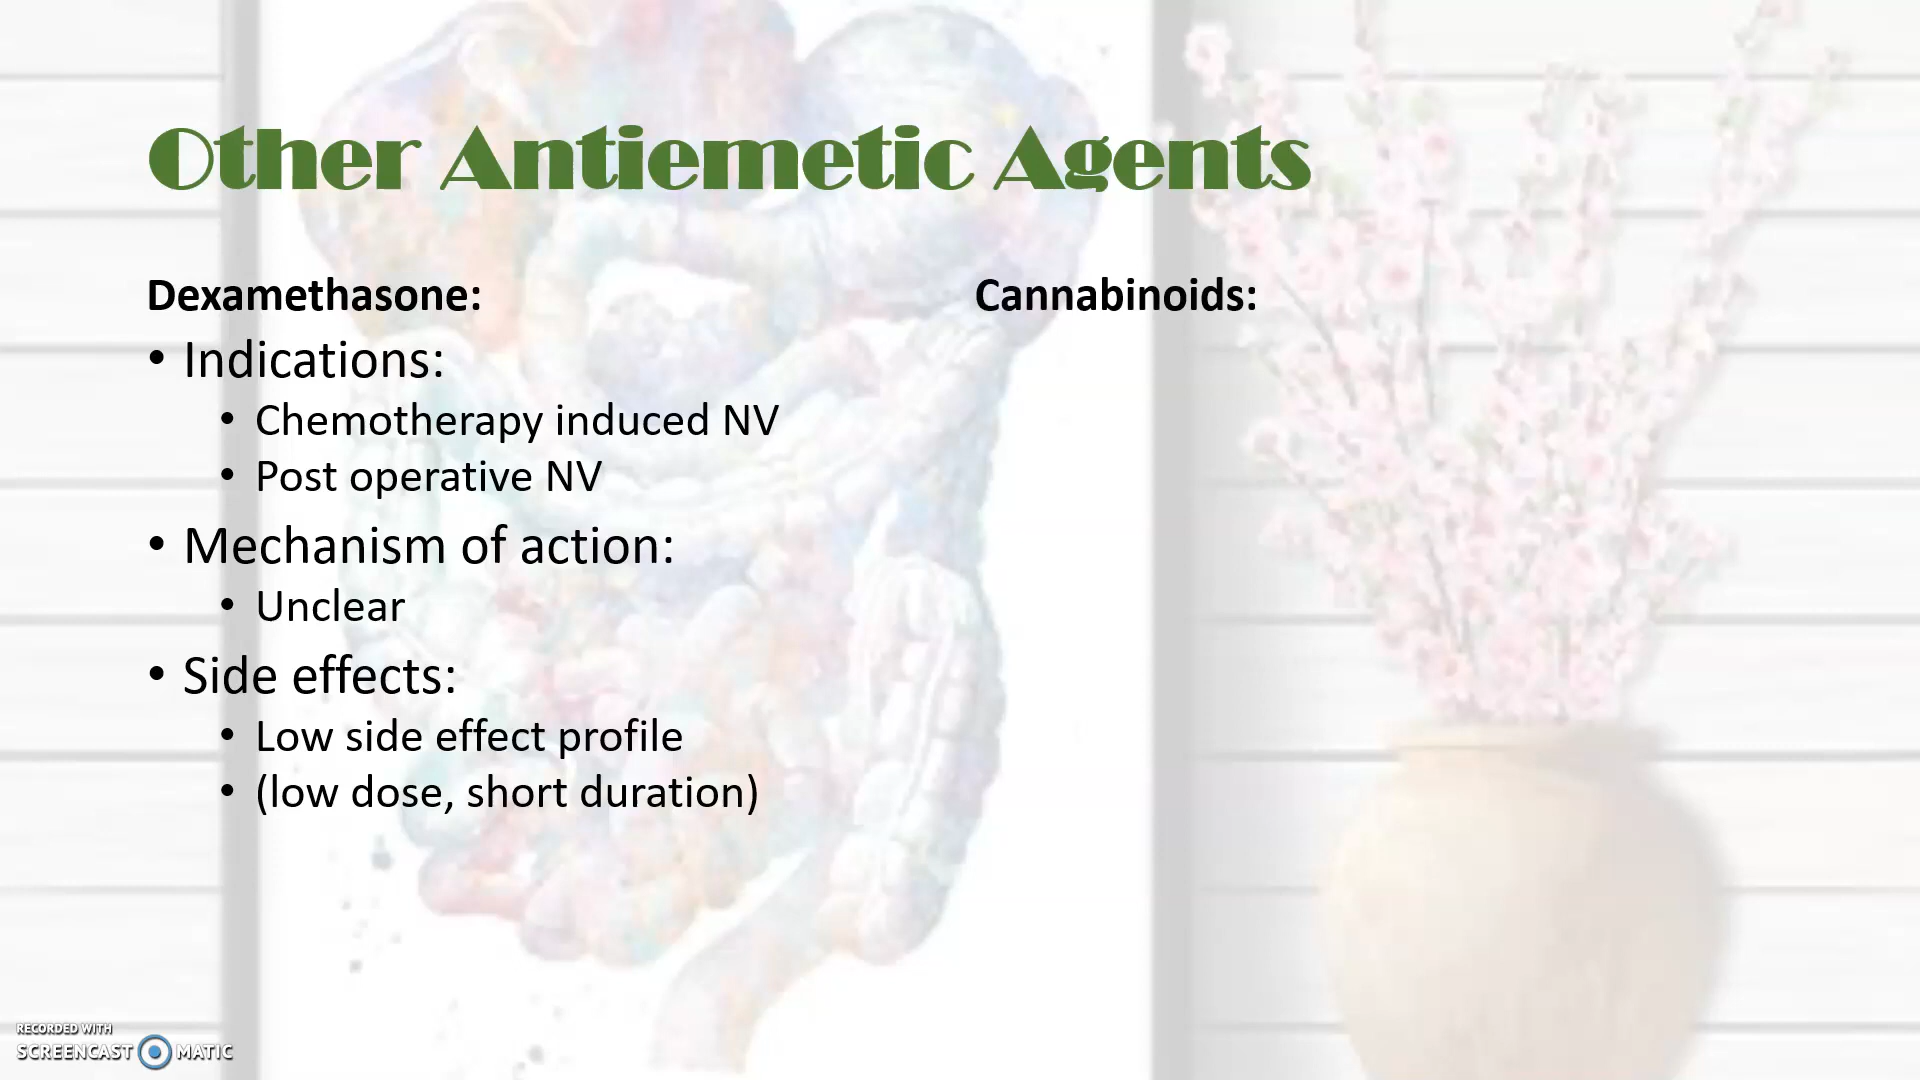 Other Antiemetic Agents
Dexamethasone:
• Indications:
• Chemotherapy induced NV
• Post operative NV
• Mechanism of action:
• Unclear
• Side effects:
• Low side effect profile
• (low dose, short duration)
Cannabinoids:
RECORDED WITH
SCREENCAST MATIC